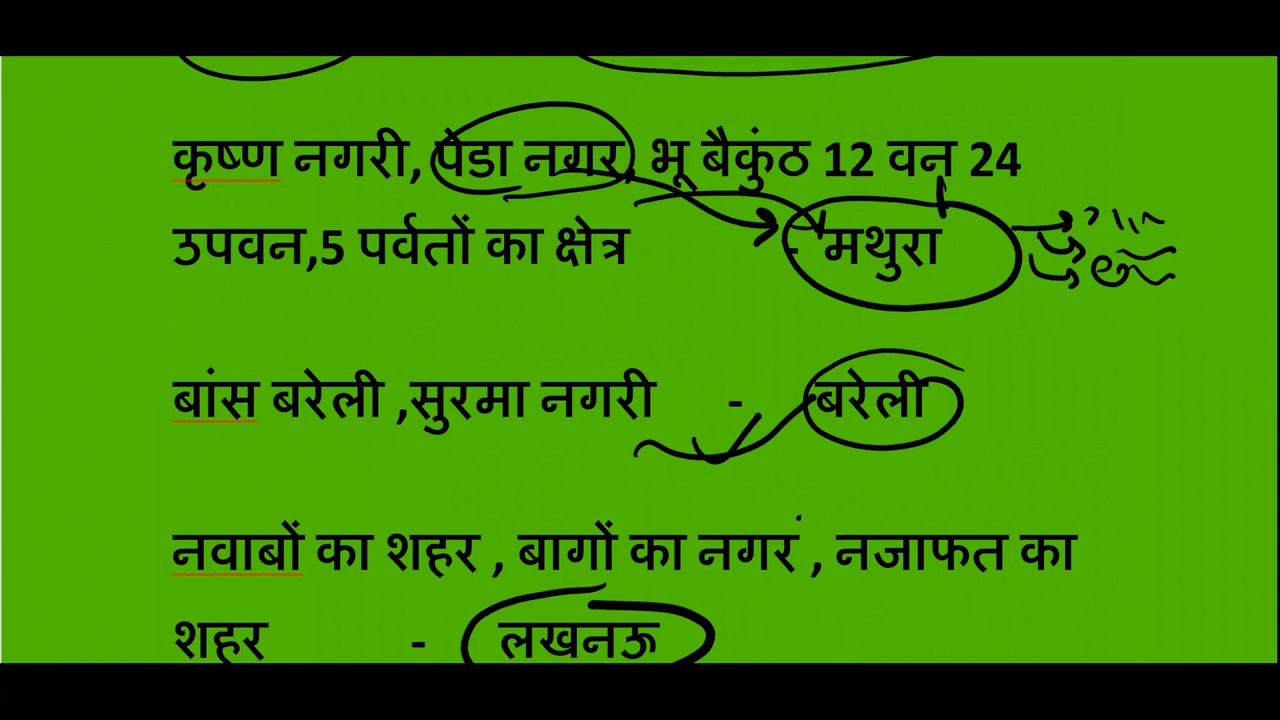 कृष्ण नगरी, पेडा नगर, भू बैकुंठ 12 वन 24
उपवन,5 पर्वतों का क्षेत्र - मथुरा
बांस बरेली ,सुरमा नगरी - बरेली
नवाबों का शहर , बागों का नगर , नजाफत का
शहर - लखनऊ